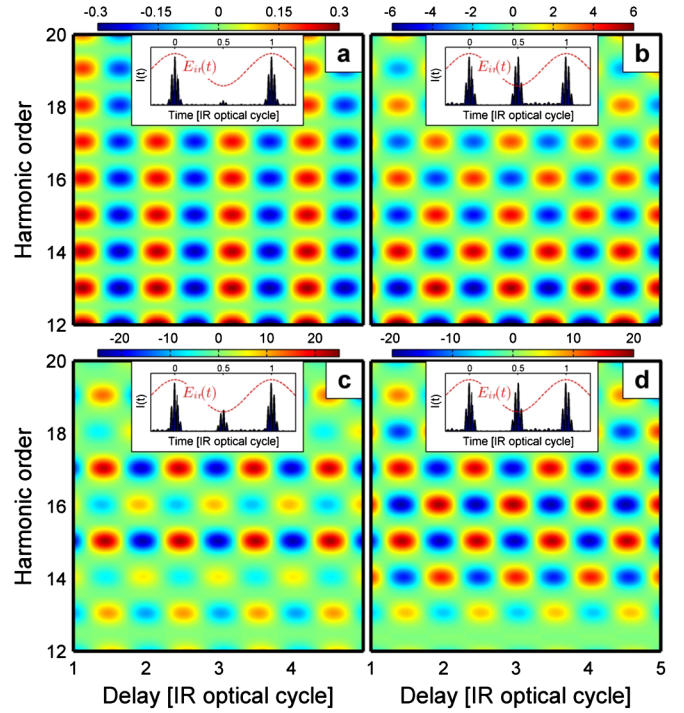 -0.3 -0.15 0 0.15 0.3
-6 -4 -2 0 2 4 6
20
18
16
14
12
Harmonic order
a
0 0.5 1
I(t)
E_ir(t)
Time [IR optical cycle]
b
0 0.5 1
I(t)
E_ir(t)
Time [IR optical cycle]
-20 -10 0 10 20
-20 -10 0 10 20
20
18
16
14
12
Harmonic order
c
0 0.5 1
I(t)
E_ir(t)
Time [IR optical cycle]
d
0 0.5 1
I(t)
E_ir(t)
Time [IR optical cycle]
1 2 3 4
1 2 3 4 5
Delay [IR optical cycle]
Delay [IR optical cycle]